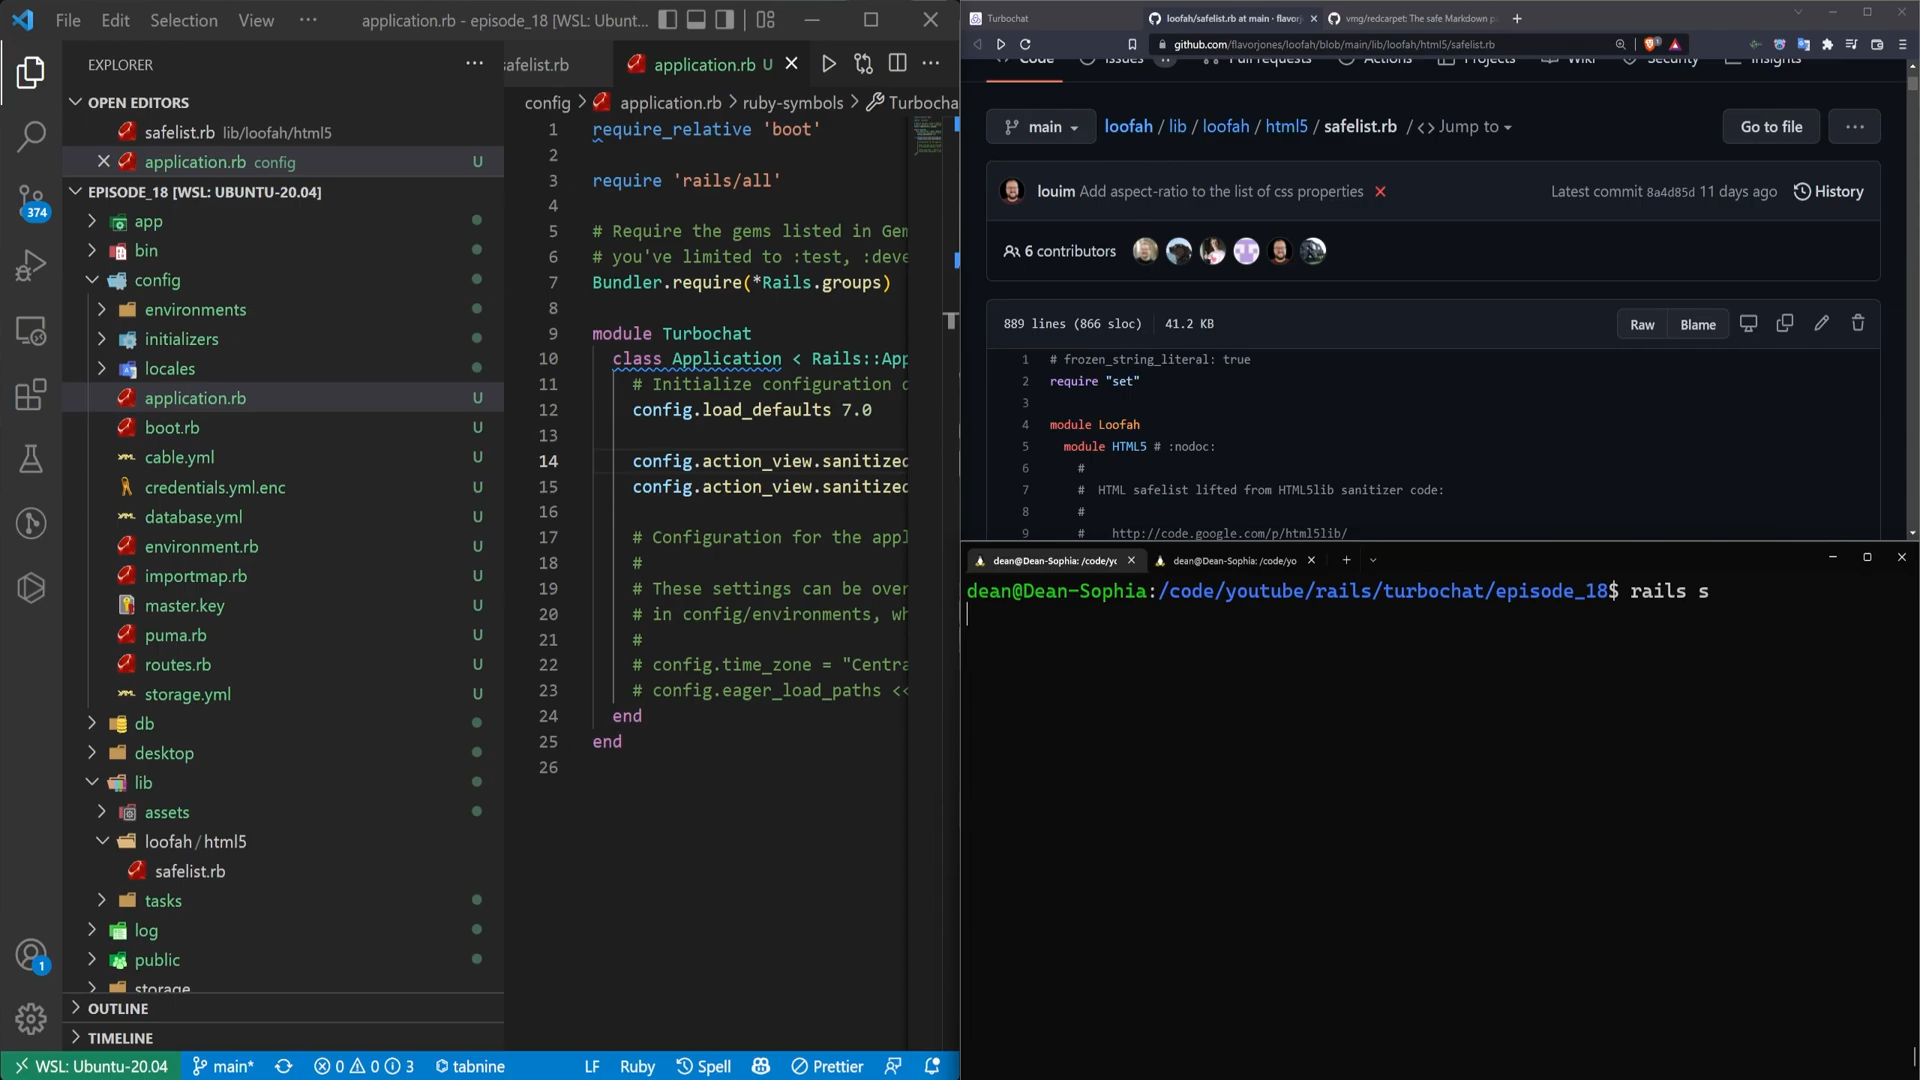 File Edit Selection View ··· application.rb - episode_18 [WSL: Ubunt...
EXPLORER
OPEN EDITORS
safelist.rb lib/loofah/html5
application.rb config U
EPISODE_18 [WSL: UBUNTU-20.04]
374
app
bin
config
environments
initializers
locales
application.rb U
boot.rb U
cable.yml U
credentials.yml.enc U
database.yml U
environment.rb U
importmap.rb U
master.key U
puma.rb U
routes.rb U
storage.yml U
db
desktop
lib
assets
loofah/html5
safelist.rb
tasks
log
public
storage
1
OUTLINE
TIMELINE
safelist.rb application.rb U
config > application.rb > ruby-symbols > Turbocha
1 require_relative 'boot'
2
3 require 'rails/all'
4
5 # Require the gems listed in Gem
6 # you've limited to :test, :deve
7 Bundler.require(*Rails.groups)
8
9 module Turbochat
10 class Application < Rails::App
11 # Initialize configuration
12 config.load_defaults 7.0
13
14 config.action_view.sanitized
15 config.action_view.sanitized
16
17 # Configuration for the appl
18 #
19 # These settings can be over
20 # in config/environments, wh
21 #
22 # config.time_zone = "Centra
23 # config.eager_load_paths <<
24 end
25 end
26
WSL: Ubuntu-20.04 main* 0 0 3 tabnine LF Ruby Spell Prettier
Turbochat loofah/safelist.rb at main · flavorj vmg/redcarpet: The safe Markdown p
github.com/flavorjones/loofah/blob/main/lib/loofah/html5/safelist.rb
Code Issues Pull requests Actions Projects Wiki Security Insights
main loofah / lib / loofah / html5 / safelist.rb / <> Jump to Go to file ···
louim Add aspect-ratio to the list of css properties Latest commit 8a4d85d 11 days ago History
6 contributors
889 lines (866 sloc) 41.2 KB Raw Blame
1 # frozen_string_literal: true
2 require "set"
3
4 module Loofah
5 module HTML5 # :nodoc:
6 #
7 # HTML safelist lifted from HTML5lib sanitizer code:
8 #
9 # http://code.google.com/p/html5lib/
dean@Dean-Sophia: /code/yo dean@Dean-Sophia: /code/yo
dean@Dean-Sophia:/code/youtube/rails/turbochat/episode_18$ rails s